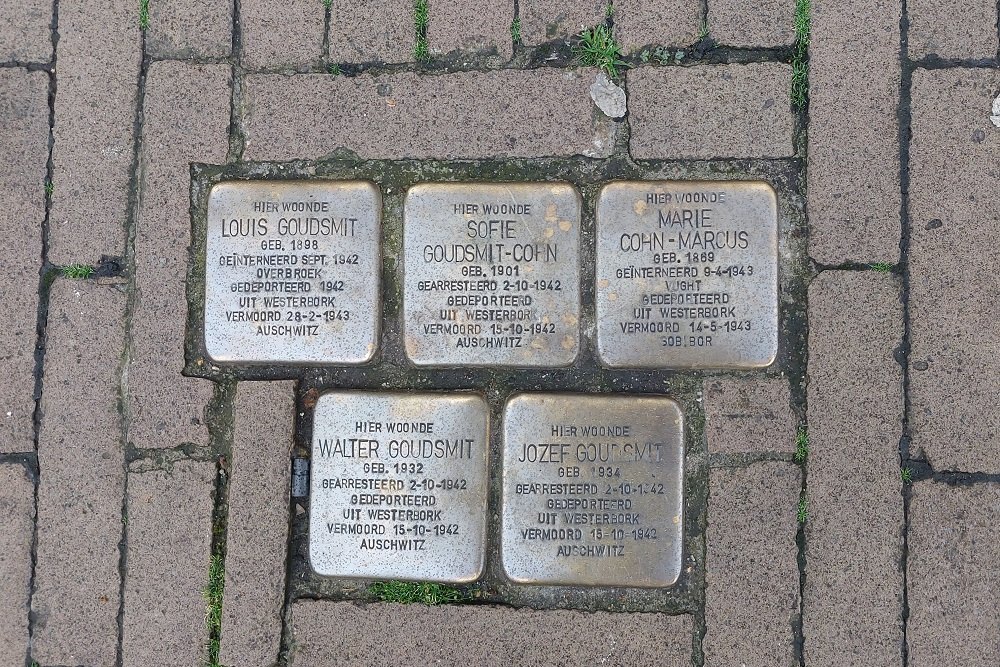 HIER WOONDE
LOUIS GOUDSMIT
GEB. 1898
GEÏNTERNEERD SEPT. 1942
OVERBROEK
GEDEPORTEERD 1942
UIT WESTERBORK
VERMOORD 28-2-1943
AUSCHWITZ
HIER WOONDE
SOFIE
GOUDSMIT-COHN
GEB. 1901
GEARRESTEERD 2-10-1942
GEDEPORTEERD
UIT WESTERBORK
VERMOORD 15-10-1942
AUSCHWITZ
HIER WOONDE
MARIE
COHN-MARCUS
GEB. 1869
GEÏNTERNEERD 9-4-1943
VUGHT
GEDEPORTEERD
UIT WESTERBORK
VERMOORD 14-5-1943
SOBIBOR
HIER WOONDE
WALTER GOUDSMIT
GEB. 1932
GEARRESTEERD 2-10-1942
GEDEPORTEERD
UIT WESTERBORK
VERMOORD 15-10-1942
AUSCHWITZ
HIER WOONDE
JOZEF GOUDSMIT
GEB. 1934
GEARRESTEERD 2-10-1942
GEDEPORTEERD
UIT WESTERBORK
VERMOORD 15-10-1942
AUSCHWITZ